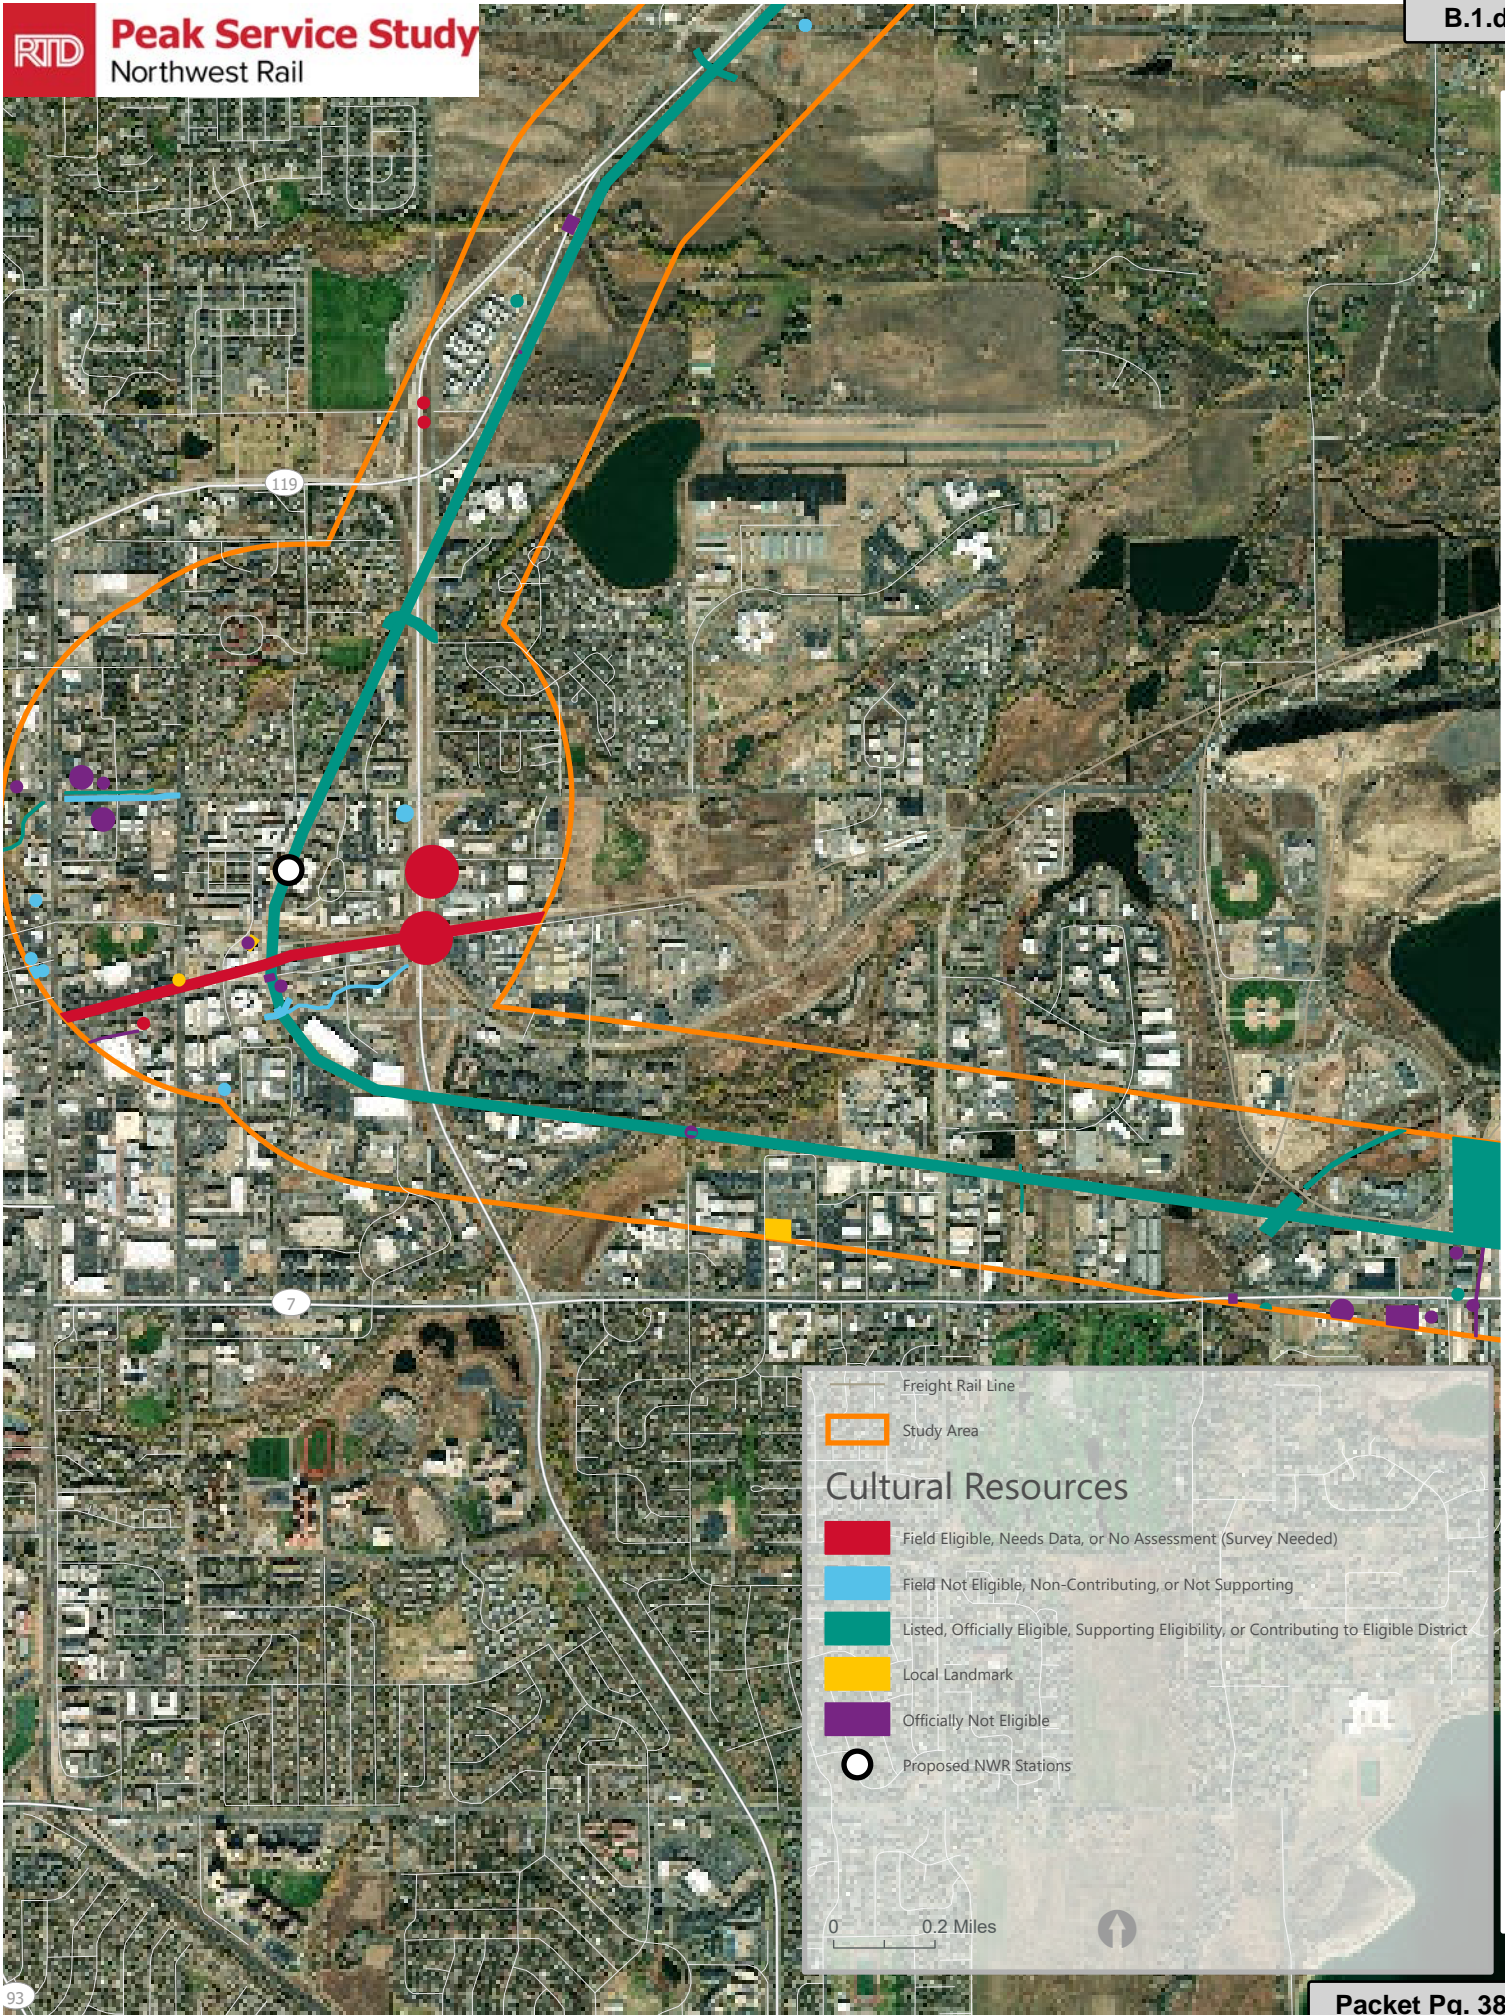 RTD
Peak Service Study
Northwest Rail
B.1.d
119
7
Freight Rail Line
Study Area
Cultural Resources
Field Eligible, Needs Data, or No Assessment (Survey Needed)
Field Not Eligible, Non-Contributing, or Not Supporting
Listed, Officially Eligible, Supporting Eligibility, or Contributing to Eligible District
Local Landmark
Officially Not Eligible
Proposed NWR Stations
0 0.2 Miles
93
Packet Pg. 38